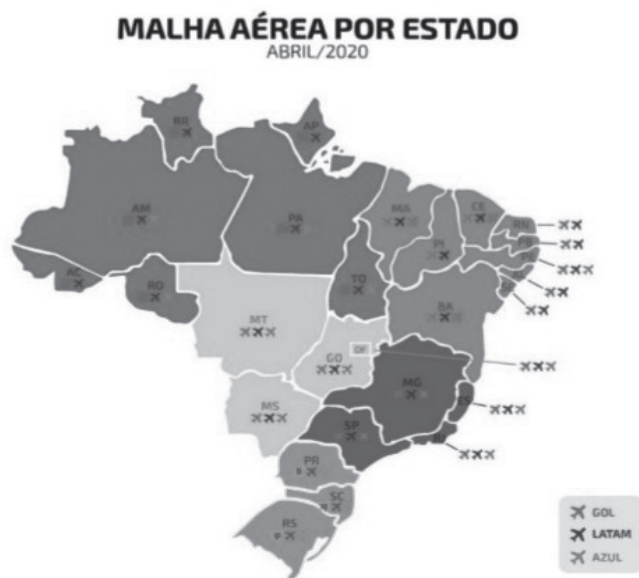 MALHA AÉREA POR ESTADO
ABRIL/2020
RR
AP
AM
PA
MA
CE
RN
PB
PI
PE
AC
TO
SE
RO
BA
MT
DF
GO
MG
MS
ES
SP
RJ
PR
SC
RS
GOL
LATAM
AZUL